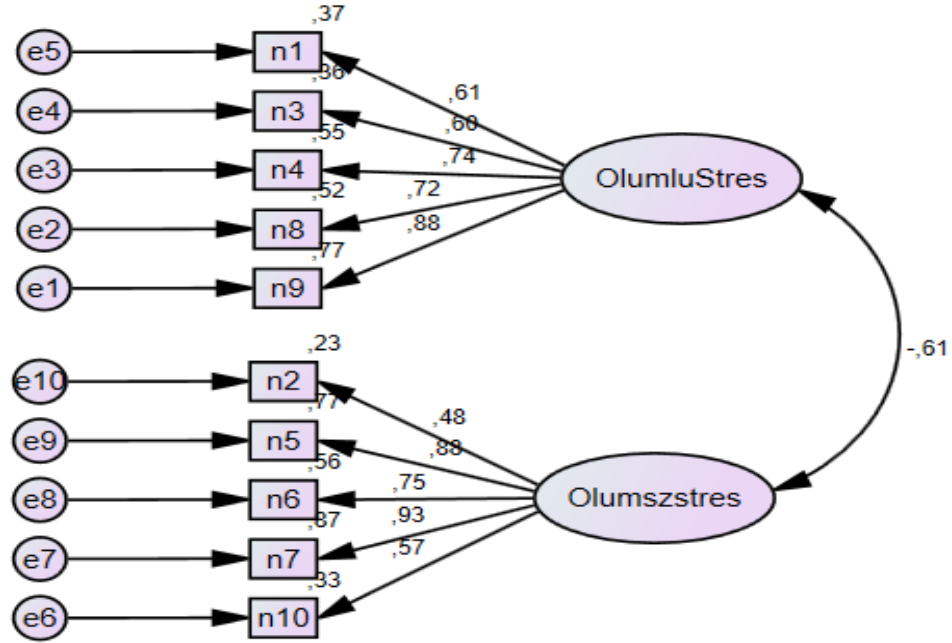 ,37
e5
n1
,61
,36
e4
n3
,60
,55
e3
n4
,74
OlumluStres
,52
e2
n8
,72
,77
e1
n9
,88
-,61
,23
e10
n2
,48
,77
e9
n5
,88
,56
e8
n6
,75
Olumszstres
,87
e7
n7
,93
,33
e6
n10
,57